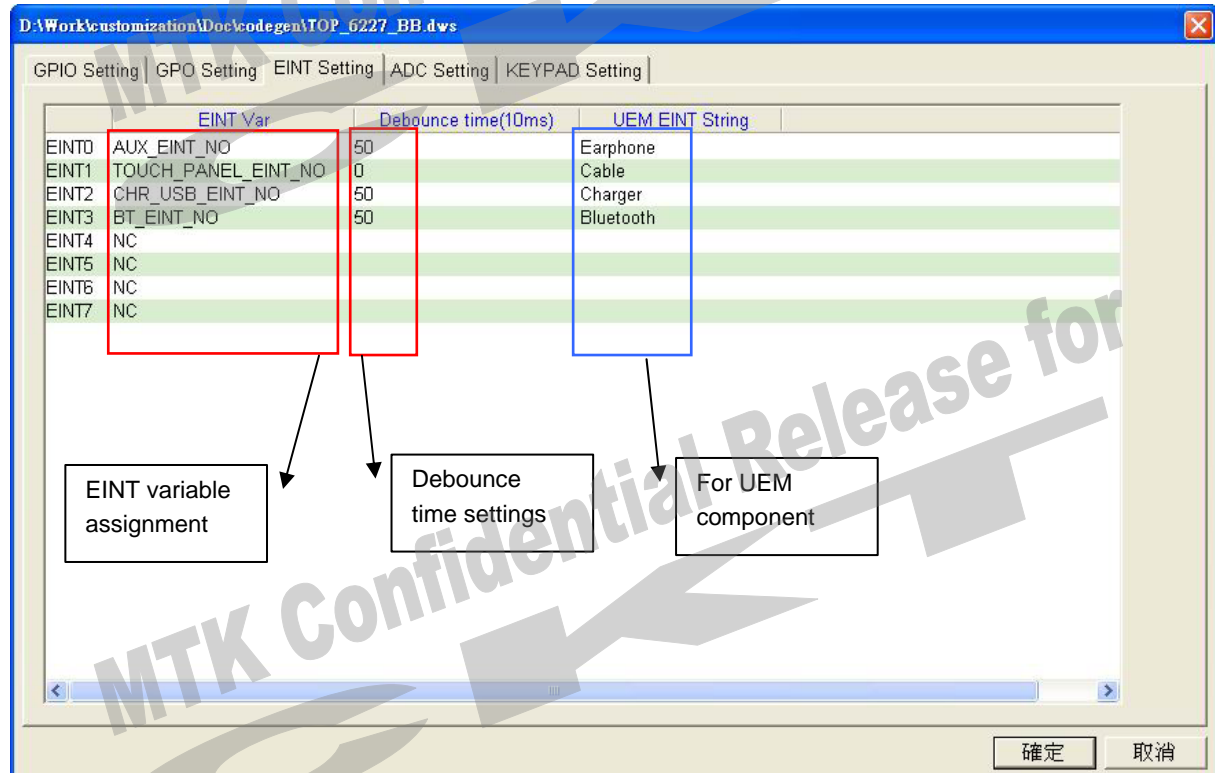 D:\Work\customization\Doc\codegen\TOP_6227_BB.dws
GPIO Setting GPO Setting EINT Setting ADC Setting KEYPAD Setting
EINT Var Debounce time(10ms) UEM EINT String
EINT0 AUX_EINT_NO 50 Earphone
EINT1 TOUCH_PANEL_EINT_NO 0 Cable
EINT2 CHR_USB_EINT_NO 50 Charger
EINT3 BT_EINT_NO 50 Bluetooth
EINT4 NC
EINT5 NC
EINT6 NC
EINT7 NC
EINT variable
assignment
Debounce
time settings
For UEM
component
MTK Confidential Release for
MTK
確定 取消